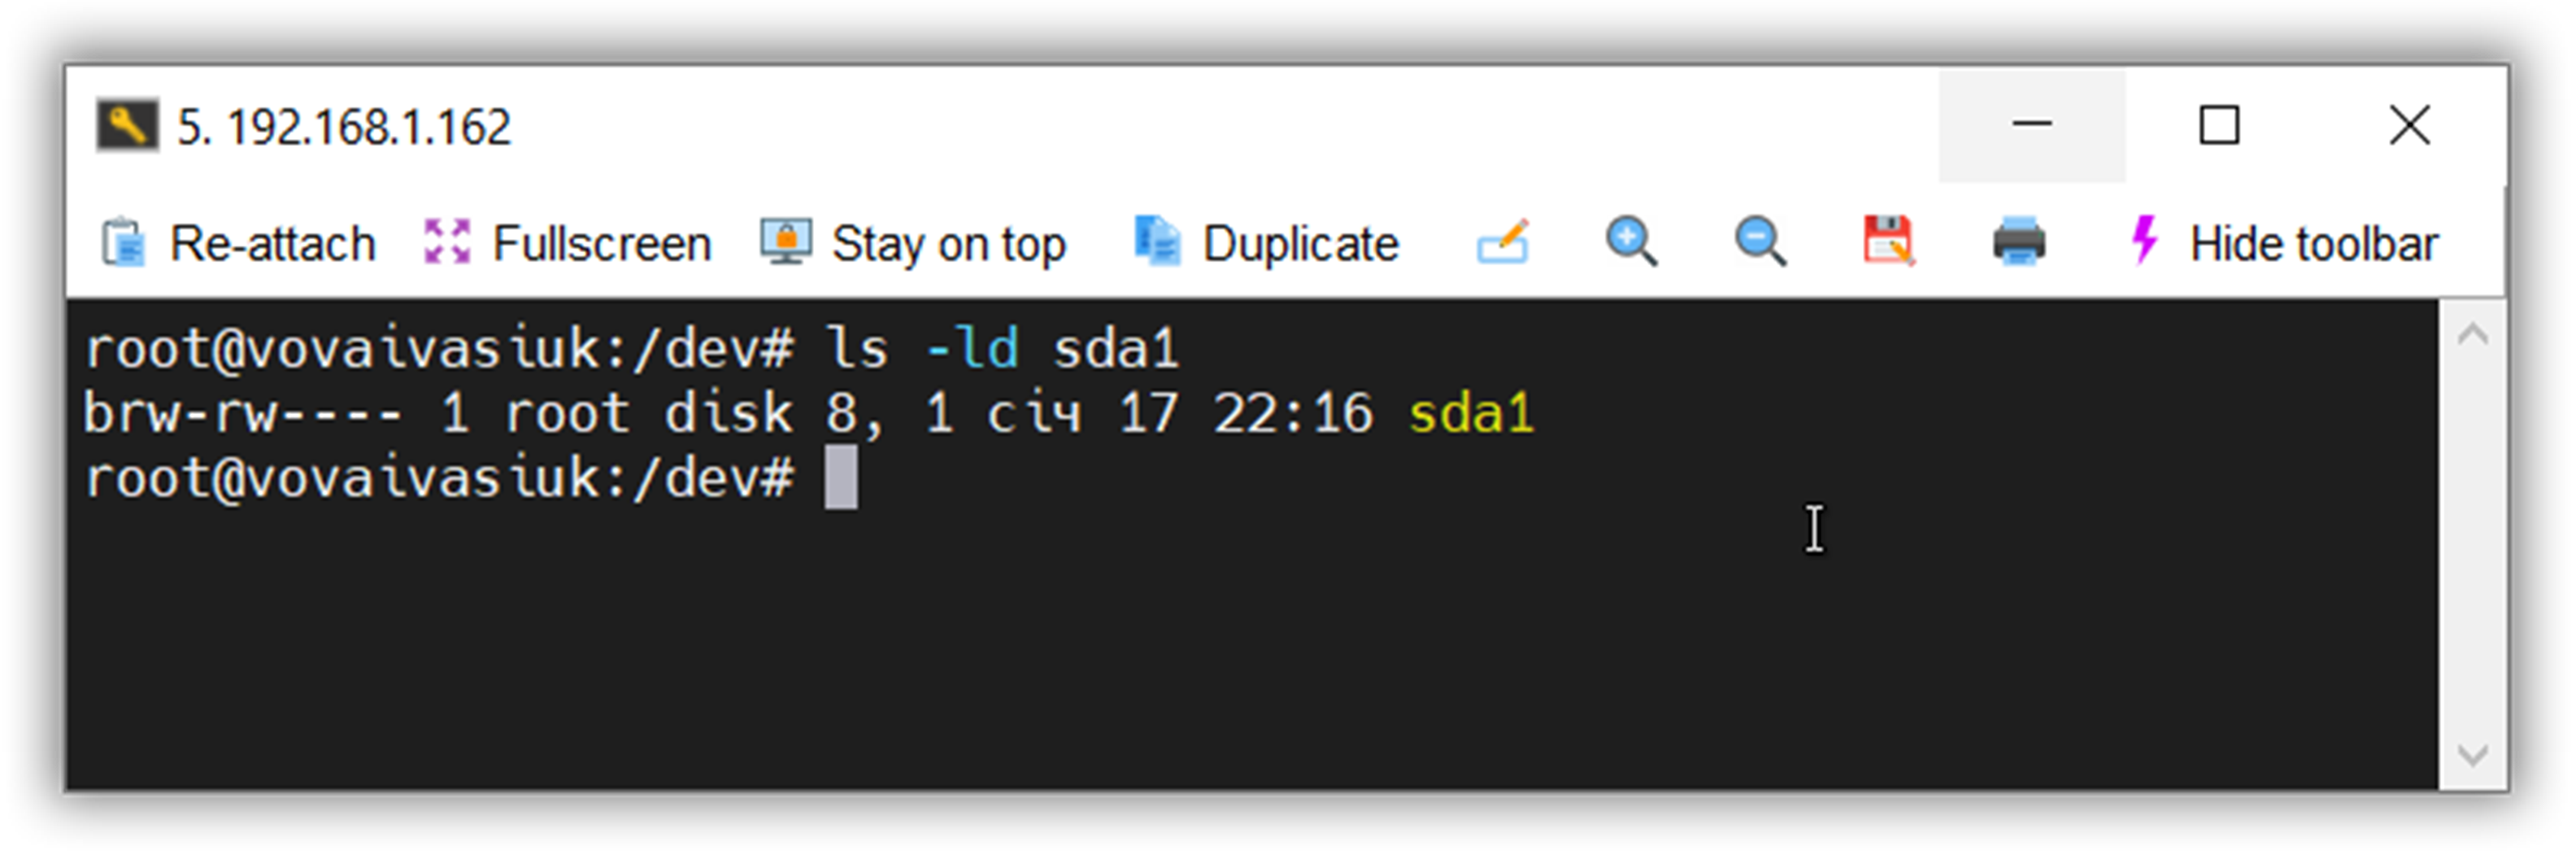 5. 192.168.1.162
Re-attach Fullscreen Stay on top Duplicate Hide toolbar
root@vovaivasiuk:/dev# ls -ld sda1
brw-rw---- 1 root disk 8, 1 січ 17 22:16 sda1
root@vovaivasiuk:/dev#